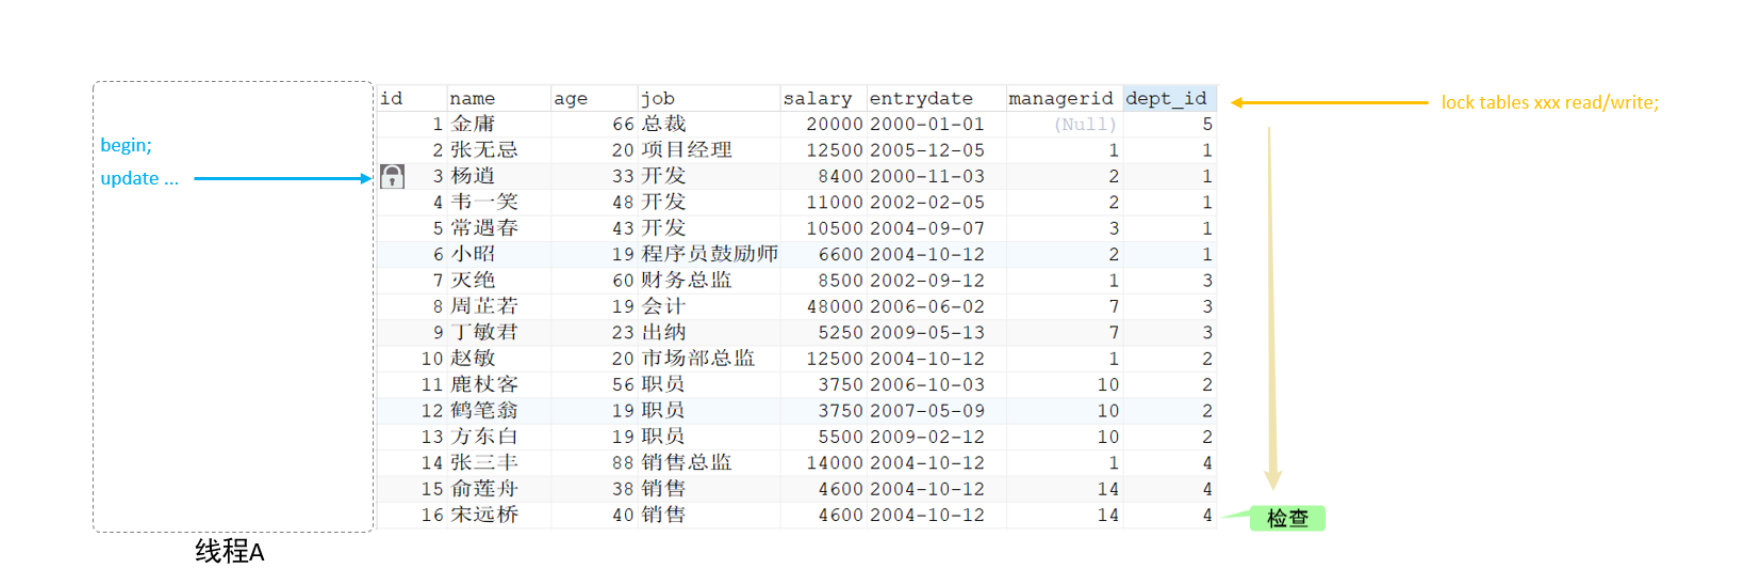 id name age job salary entrydate managerid dept_id
lock tables xxx read/write;
1 金庸 66 总裁 20000 2000-01-01 (Null) 5
begin;
2 张无忌 20 项目经理 12500 2005-12-05 1 1
update ...
3 杨逍 33 开发 8400 2000-11-03 2 1
4 韦一笑 48 开发 11000 2002-02-05 2 1
5 常遇春 43 开发 10500 2004-09-07 3 1
6 小昭 19 程序员鼓励师 6600 2004-10-12 2 1
7 灭绝 60 财务总监 8500 2002-09-12 1 3
8 周芷若 19 会计 48000 2006-06-02 7 3
9 丁敏君 23 出纳 5250 2009-05-13 7 3
10 赵敏 20 市场部总监 12500 2004-10-12 1 2
11 鹿杖客 56 职员 3750 2006-10-03 10 2
12 鹤笔翁 19 职员 3750 2007-05-09 10 2
13 方东白 19 职员 5500 2009-02-12 10 2
14 张三丰 88 销售总监 14000 2004-10-12 1 4
15 俞莲舟 38 销售 4600 2004-10-12 14 4
16 宋远桥 40 销售 4600 2004-10-12 14 4
检查
线程A